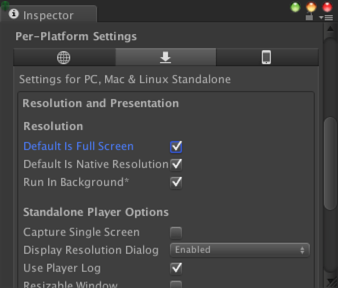 Inspector
Per-Platform Settings
Settings for PC, Mac & Linux Standalone
Resolution and Presentation
Resolution
Default Is Full Screen
Default Is Native Resolution
Run In Background*
Standalone Player Options
Capture Single Screen
Display Resolution Dialog Enabled
Use Player Log
Resizable Window